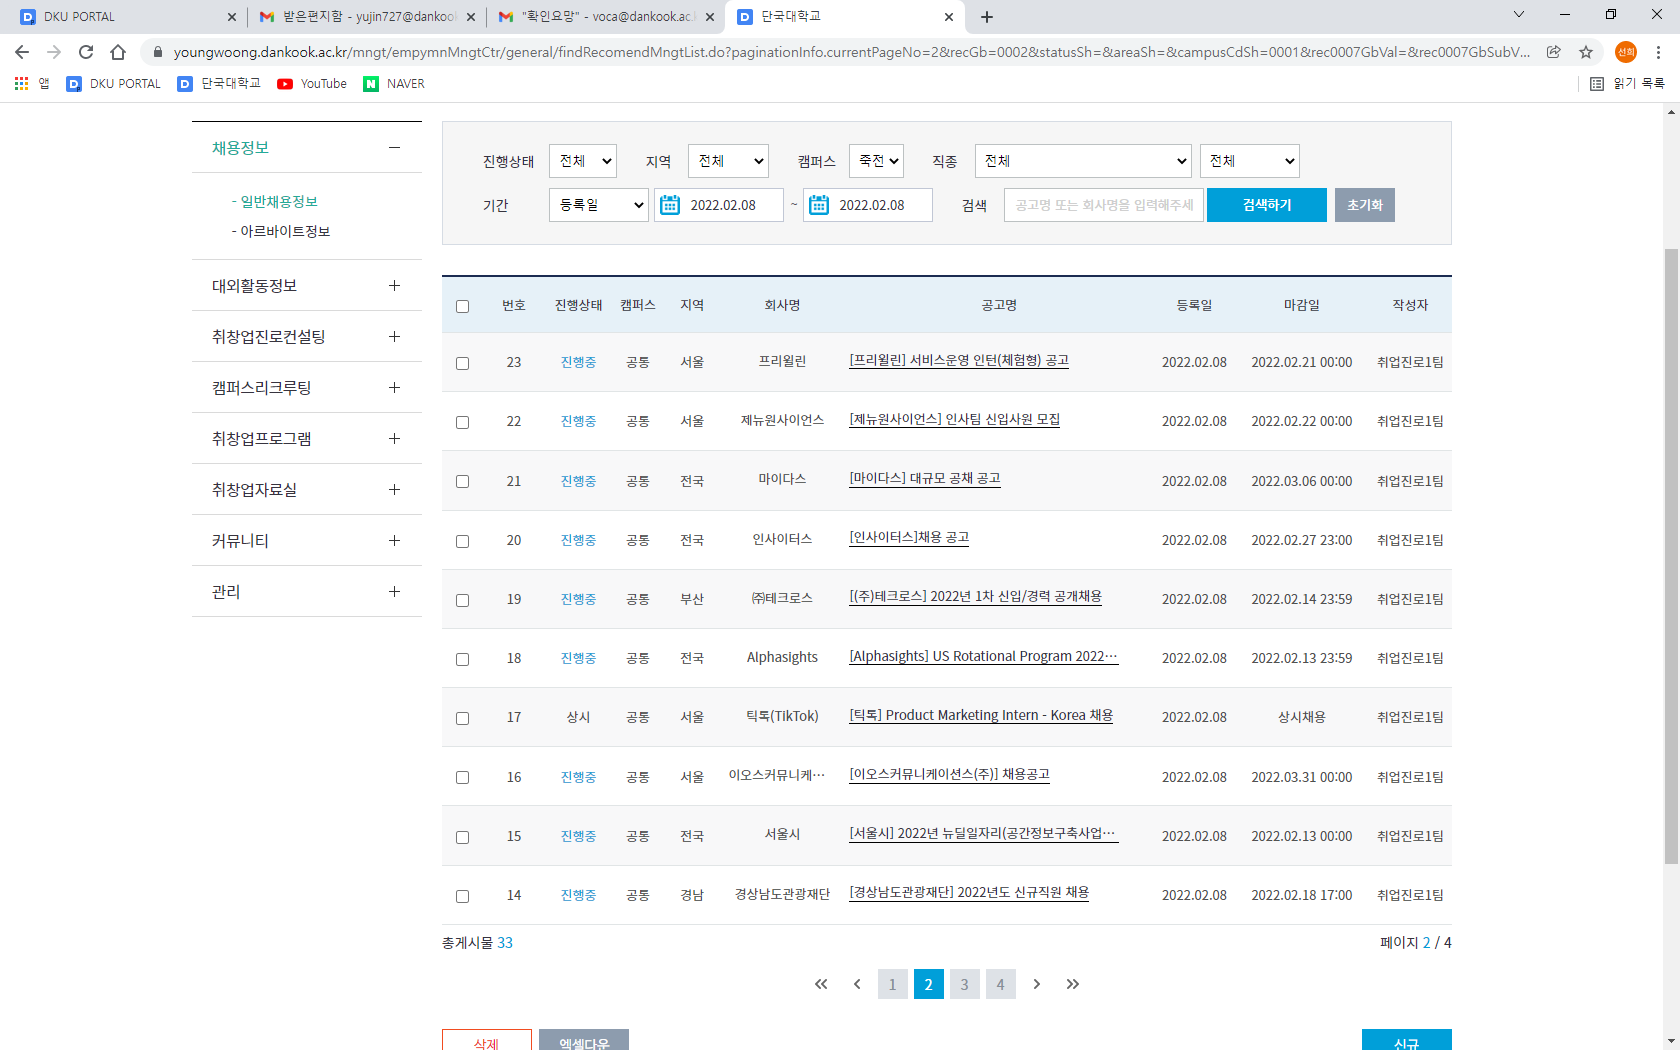 DKU PORTAL
받은편지함 - yujin727@dankook
"확인요망" - voca@dankook.ac.k
단국대학교
youngwoong.dankook.ac.kr/mngt/empymnMngtCtr/general/findRecomendMngtList.do?paginationInfo.currentPageNo=2&recGb=0002&statusSh=&areaSh=&campusCdSh=0001&rec0007GbVal=&rec0007GbSubV...
선희
앱 DKU PORTAL 단국대학교 YouTube NAVER 읽기 목록
채용정보
- 일반채용정보
- 아르바이트정보
대외활동정보
취창업진로컨설팅
캠퍼스리크루팅
취창업프로그램
취창업자료실
커뮤니티
관리
진행상태 전체 지역 전체 캠퍼스 죽전 직종 전체 전체
기간 등록일 2022.02.08 ~ 2022.02.08 검색 공고명 또는 회사명을 입력해주세 검색하기 초기화
번호 진행상태 캠퍼스 지역 회사명 공고명 등록일 마감일 작성자
23 진행중 공통 서울 프리윌린 [프리윌린] 서비스운영 인턴(체험형) 공고 2022.02.08 2022.02.21 00:00 취업진로1팀
22 진행중 공통 서울 제뉴원사이언스 [제뉴원사이언스] 인사팀 신입사원 모집 2022.02.08 2022.02.22 00:00 취업진로1팀
21 진행중 공통 전국 마이다스 [마이다스] 대규모 공채 공고 2022.02.08 2022.03.06 00:00 취업진로1팀
20 진행중 공통 전국 인사이터스 [인사이터스]채용 공고 2022.02.08 2022.02.27 23:00 취업진로1팀
19 진행중 공통 부산 ㈜테크로스 [(주)테크로스] 2022년 1차 신입/경력 공개채용 2022.02.08 2022.02.14 23:59 취업진로1팀
18 진행중 공통 전국 Alphasights [Alphasights] US Rotational Program 2022… 2022.02.08 2022.02.13 23:59 취업진로1팀
17 상시 공통 서울 틱톡(TikTok) [틱톡] Product Marketing Intern - Korea 채용 2022.02.08 상시채용 취업진로1팀
16 진행중 공통 서울 이오스커뮤니케… [이오스커뮤니케이션스(주)] 채용공고 2022.02.08 2022.03.31 00:00 취업진로1팀
15 진행중 공통 전국 서울시 [서울시] 2022년 뉴딜일자리(공간정보구축사업… 2022.02.08 2022.02.13 00:00 취업진로1팀
14 진행중 공통 경남 경상남도관광재단 [경상남도관광재단] 2022년도 신규직원 채용 2022.02.08 2022.02.18 17:00 취업진로1팀
총게시물 33 페이지 2 / 4
1 2 3 4
삭제 엑셀다운 신규